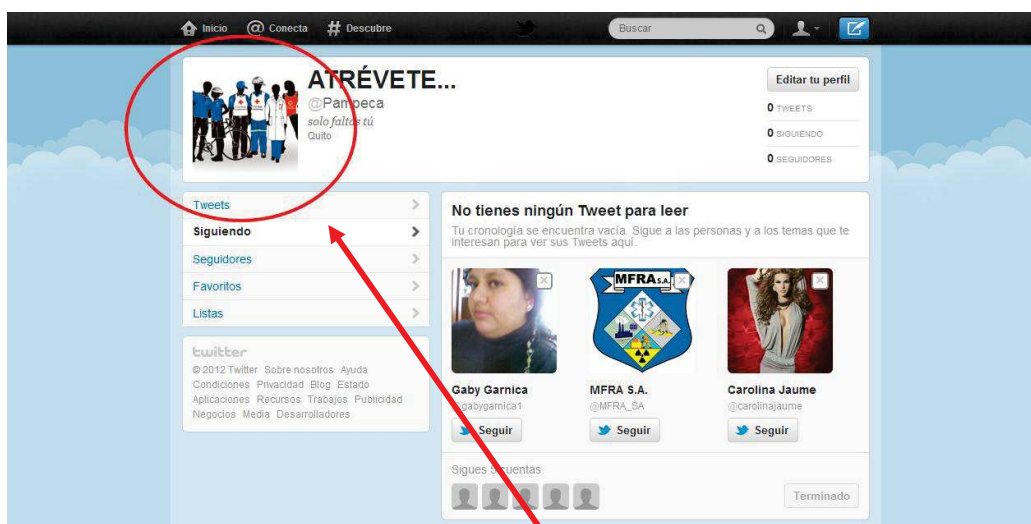 Inicio @ Conecta # Descubre Buscar
ATRÉVETE...
@Pampeca
solo faltas tú
Quito
Editar tu perfil
0 TWEETS
0 SIGUIENDO
0 SEGUIDORES
Tweets
Siguiendo
Seguidores
Favoritos
Listas
twitter
© 2012 Twitter Sobre nosotros Ayuda
Condiciones Privacidad Blog Estado
Aplicaciones Recursos Trabajos Publicidad
Negocios Media Desarrolladores
No tienes ningún Tweet para leer
Tu cronología se encuentra vacía. Sigue a las personas y a los temas que te
interesan para ver sus Tweets aquí.
MFRA S.A.
Gaby Garnica MFRA S.A. Carolina Jaume
@gabygarnica1 @MFRA_SA @carolinajaume
Seguir Seguir Seguir
Sigues 5 cuentas
Terminado